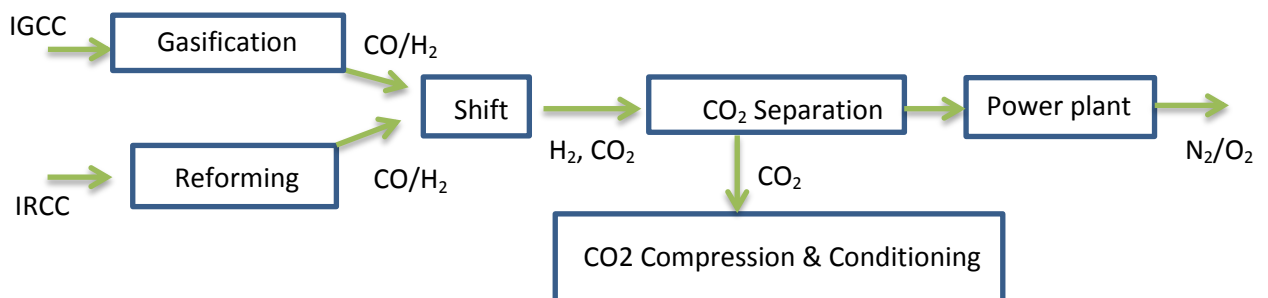 IGCC
Gasification
CO/H₂
Shift
H₂, CO₂
CO₂ Separation
Power plant
N₂/O₂
IRCC
Reforming
CO/H₂
CO₂
CO2 Compression & Conditioning